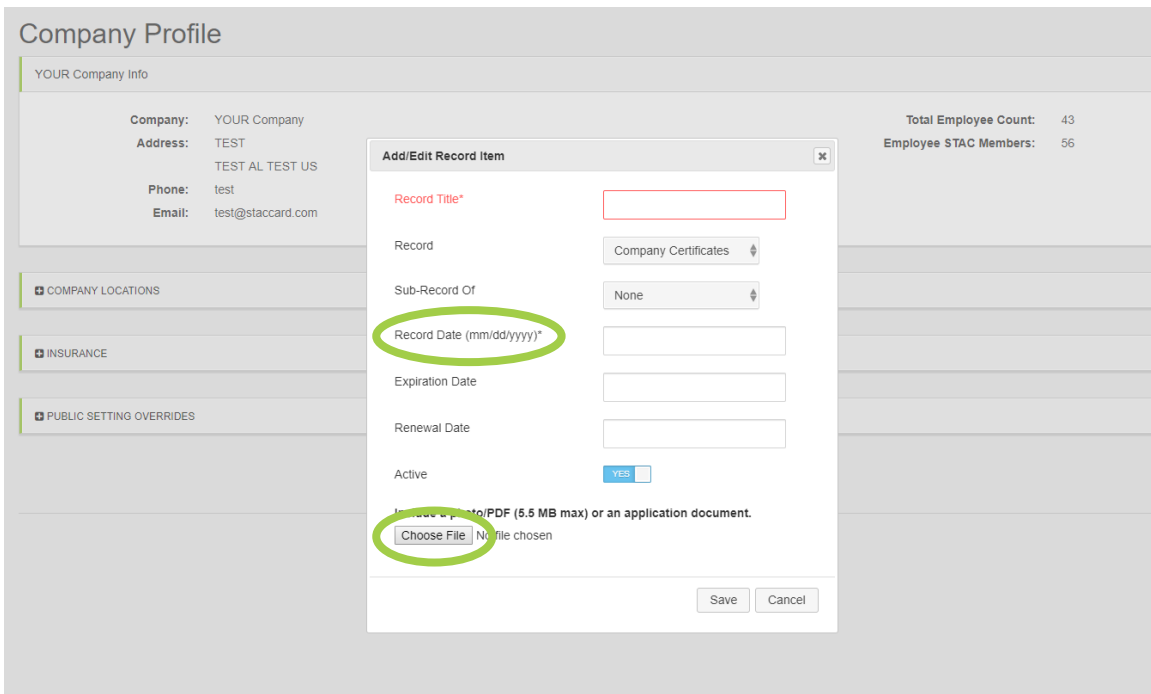 Company Profile
YOUR Company Info
Company: YOUR Company
Address: TEST
TEST AL TEST US
Phone: test
Email: test@staccard.com
Total Employee Count: 43
Employee STAC Members: 56
COMPANY LOCATIONS
INSURANCE
PUBLIC SETTING OVERRIDES
Add/Edit Record Item
Record Title*
Record Company Certificates
Sub-Record Of None
Record Date (mm/dd/yyyy)*
Expiration Date
Renewal Date
Active YES
Include a photo/PDF (5.5 MB max) or an application document.
Choose File No file chosen
Save Cancel